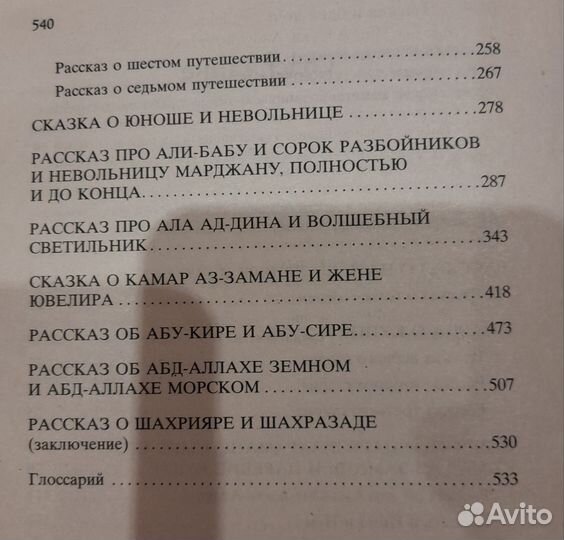 540
Рассказ о шестом путешествии....................258
Рассказ о седьмом путешествии....................267
СКАЗКА О ЮНОШЕ И НЕВОЛЬНИЦЕ................278
РАССКАЗ ПРО АЛИ-БАБУ И СОРОК РАЗБОЙНИКОВ
И НЕВОЛЬНИЦУ МАРДЖАНУ, ПОЛНОСТЬЮ
И ДО КОНЦА........................................287
РАССКАЗ ПРО АЛА АД-ДИНА И ВОЛШЕБНЫЙ
СВЕТИЛЬНИК........................................343
СКАЗКА О КАМАР АЗ-ЗАМАНЕ И ЖЕНЕ
ЮВЕЛИРА...........................................418
РАССКАЗ ОБ АБУ-КИРЕ И АБУ-СИРЕ................473
РАССКАЗ ОБ АБД-АЛЛАХЕ ЗЕМНОМ
И АБД-АЛЛАХЕ МОРСКОМ..........................507
РАССКАЗ О ШАХРИЯРЕ И ШАХРАЗАДЕ
(заключение)......................................530
Глоссарий.........................................533
Avito